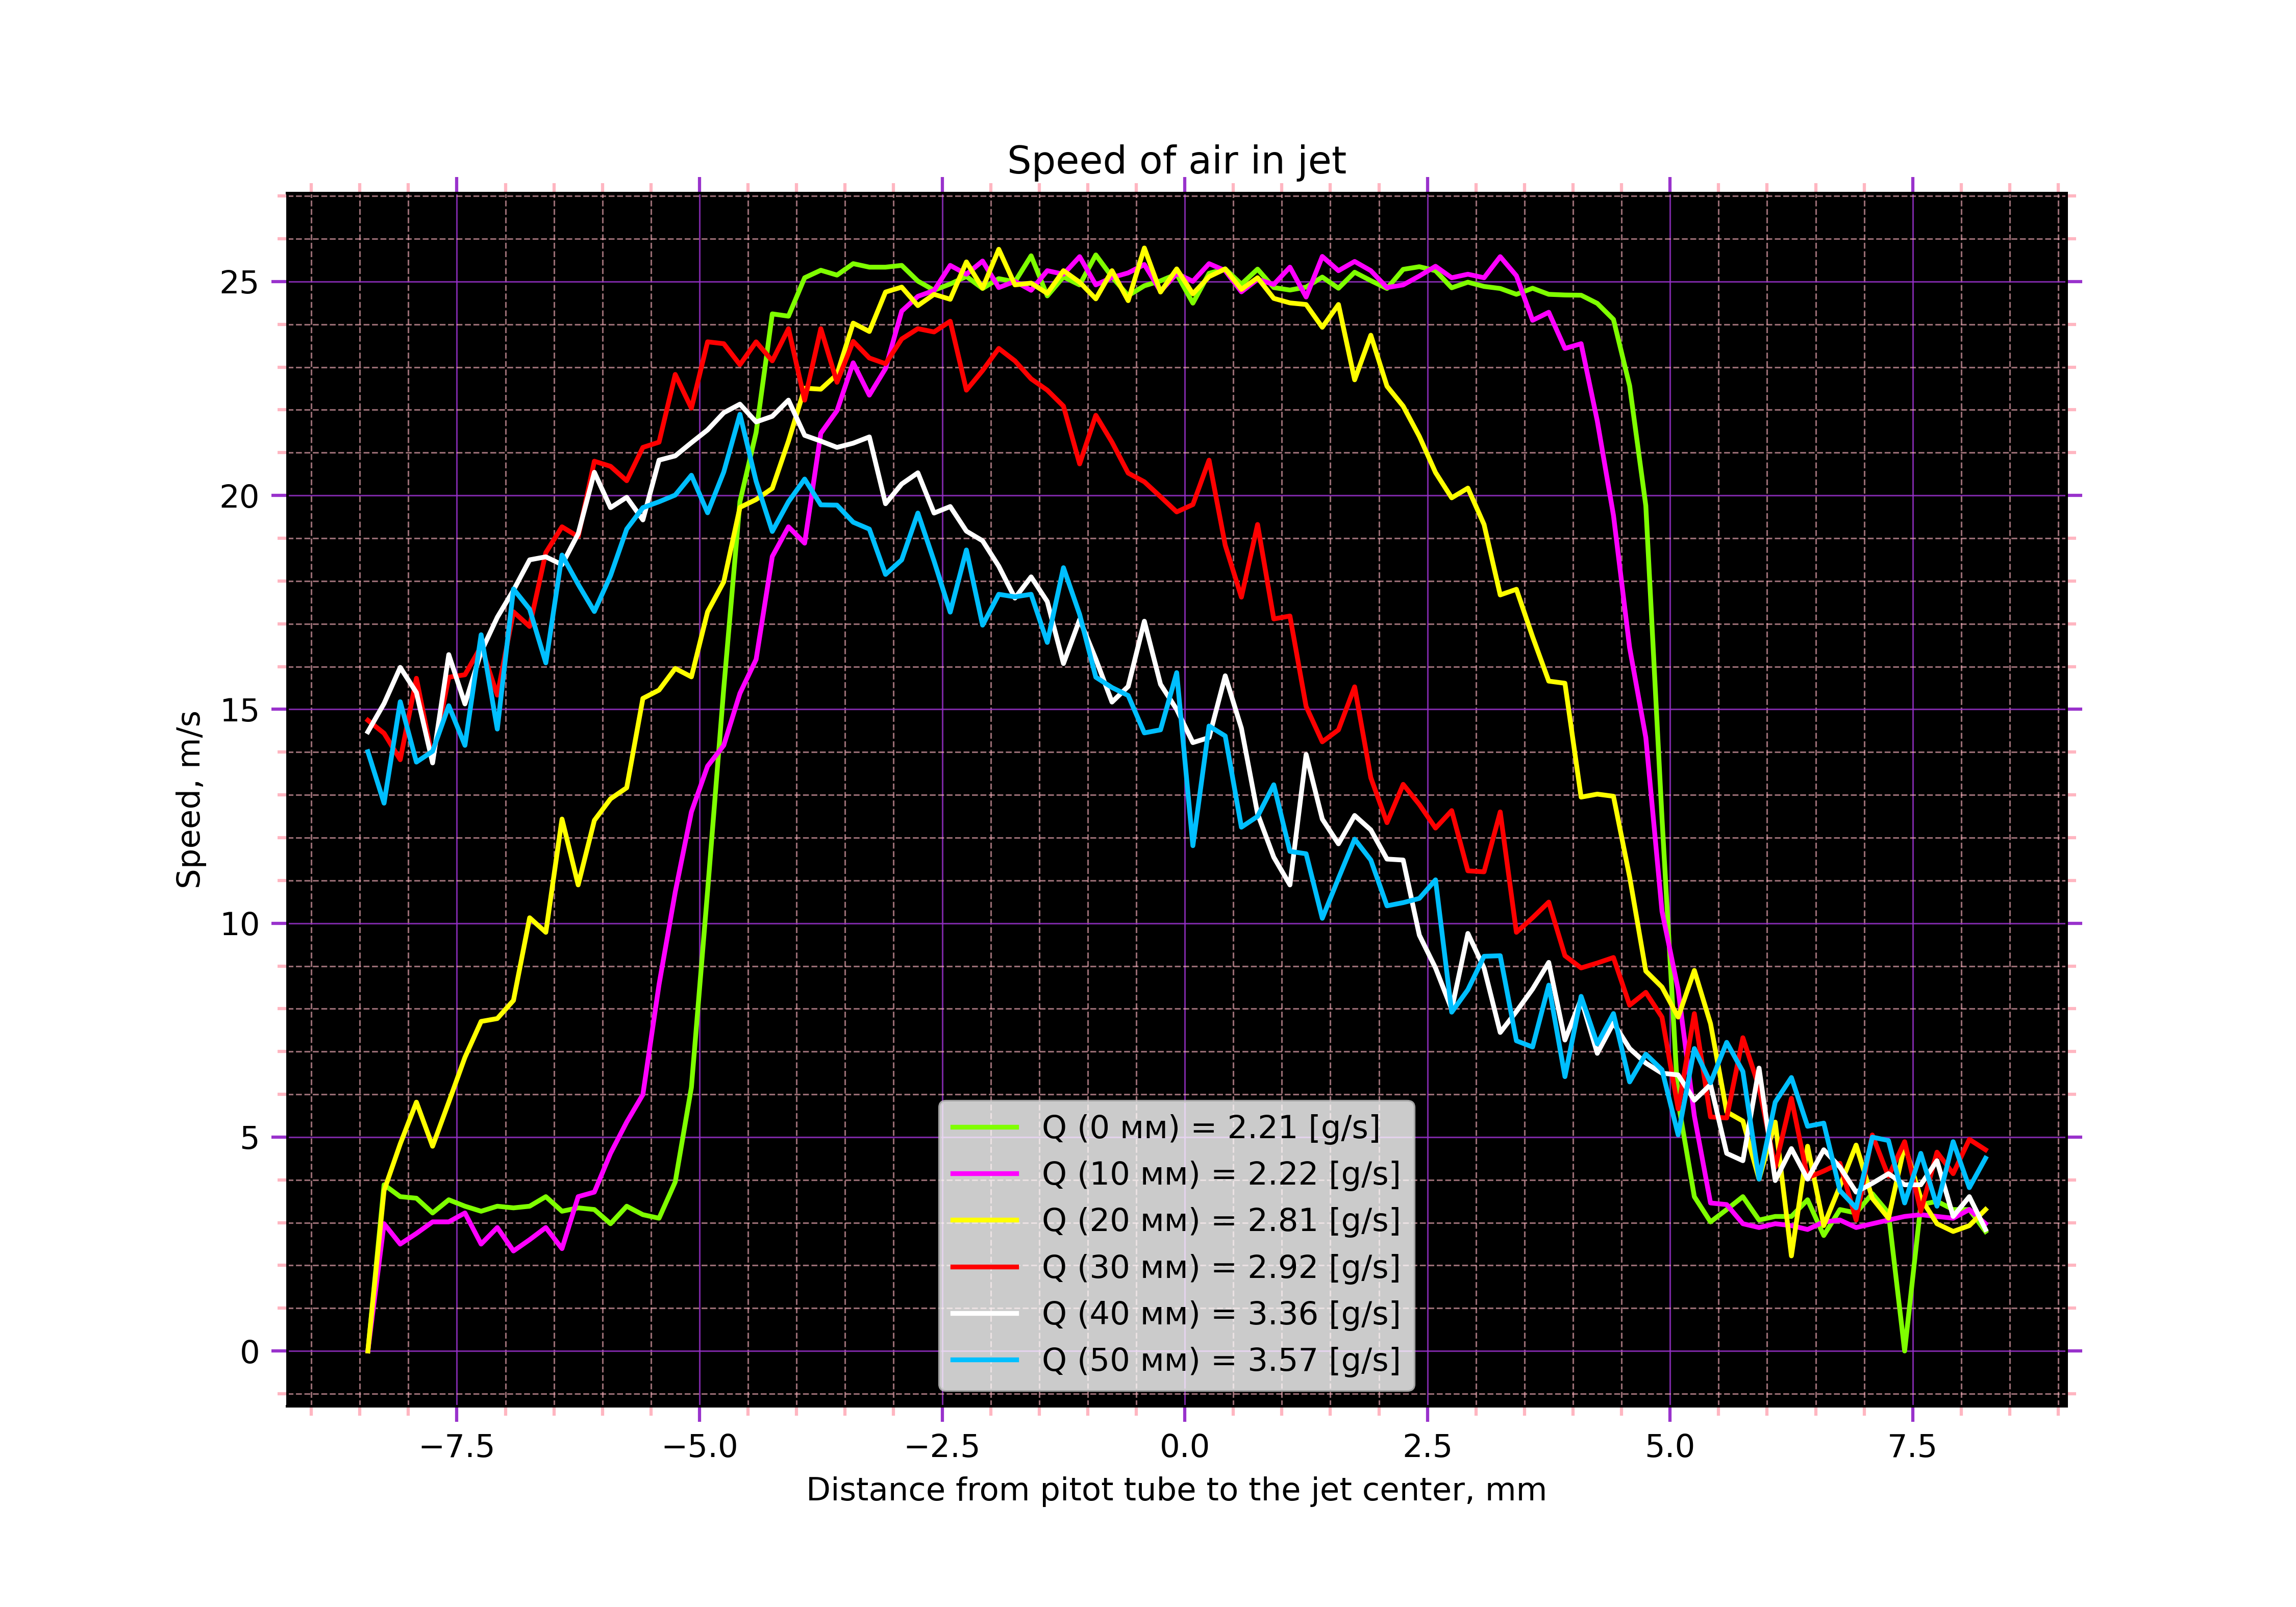 Speed of air in jet
25
20
15
10
5
0
Speed, m/s
Q (0 мм) = 2.21 [g/s]
Q (10 мм) = 2.22 [g/s]
Q (20 мм) = 2.81 [g/s]
Q (30 мм) = 2.92 [g/s]
Q (40 мм) = 3.36 [g/s]
Q (50 мм) = 3.57 [g/s]
−7.5 −5.0 −2.5 0.0 2.5 5.0 7.5
Distance from pitot tube to the jet center, mm